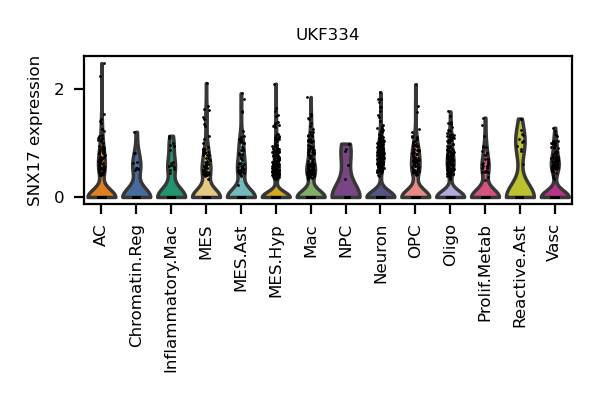 UKF334
SNX17 expression
2
0
AC
Chromatin.Reg
Inflammatory.Mac
MES
MES.Ast
MES.Hyp
Mac
NPC
Neuron
OPC
Oligo
Prolif.Metab
Reactive.Ast
Vasc